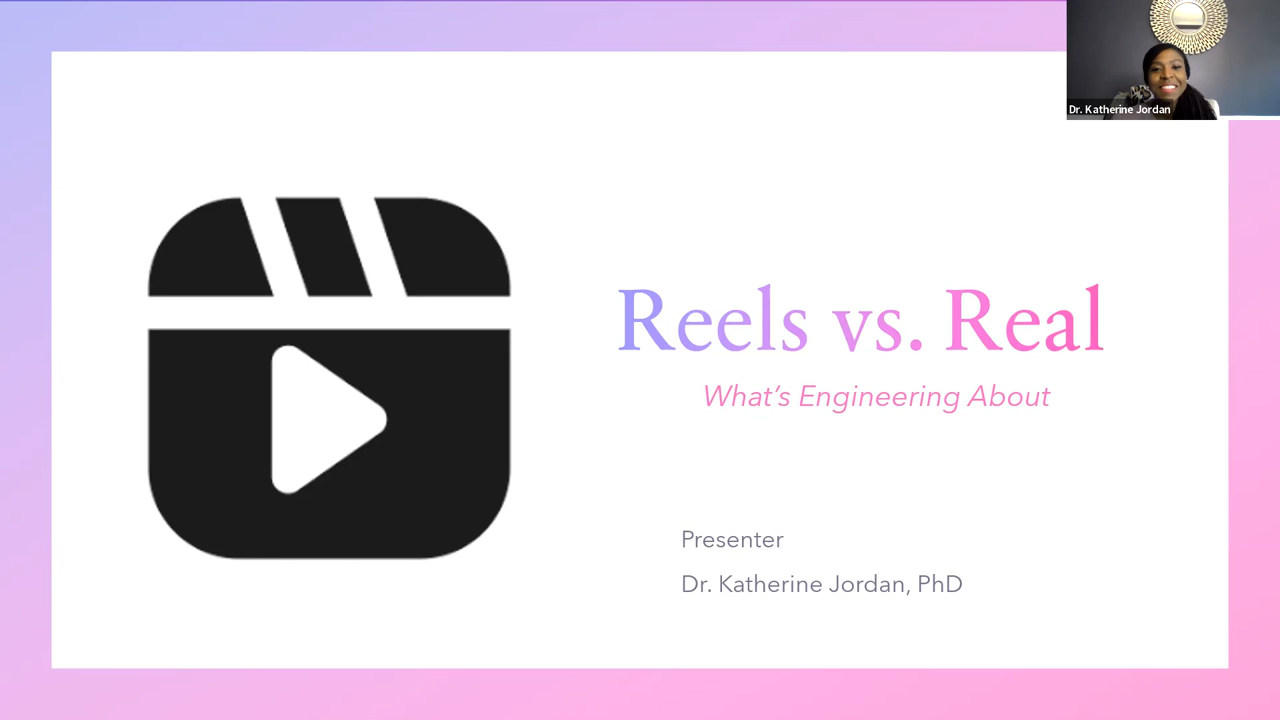 Dr. Katherine Jordan
Reels vs. Real
What's Engineering About
Presenter
Dr. Katherine Jordan, PhD